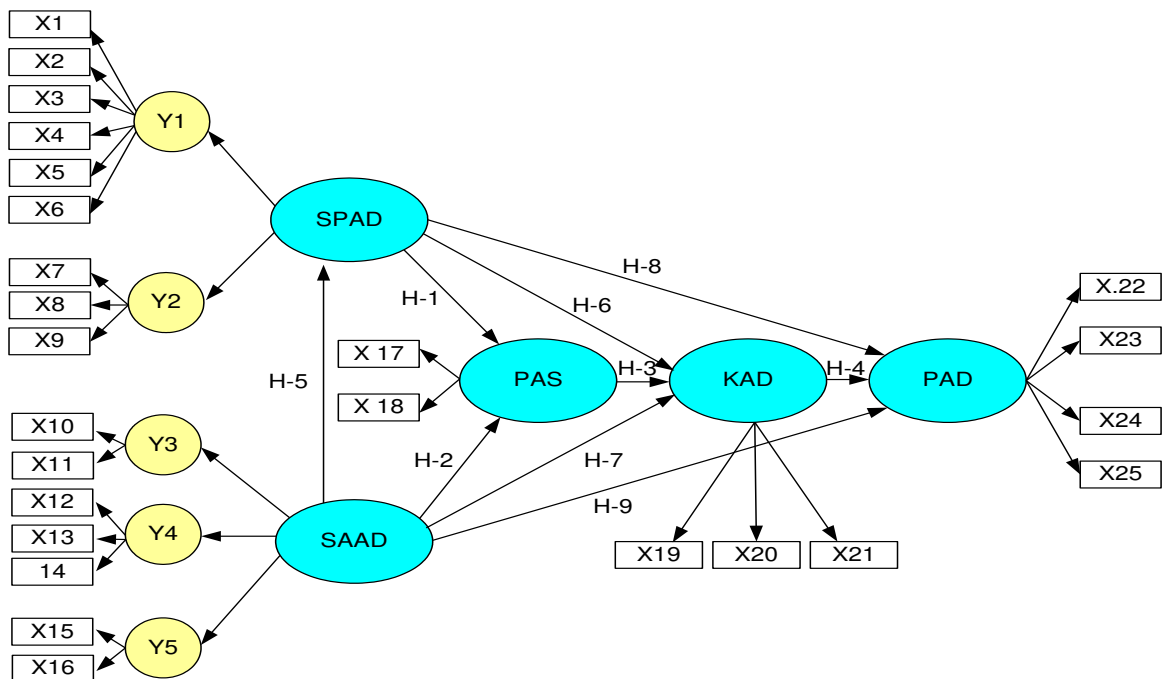 X1
X2
X3
X4
X5
X6
Y1
SPAD
X7
X8
X9
Y2
H-8
H-1
H-6
H-5
X 17
X 18
PAS
H-3
KAD
H-4
PAD
X.22
X23
X24
X25
X10
X11
Y3
H-2
H-7
H-9
X12
X13
14
Y4
SAAD
X19
X20
X21
X15
X16
Y5